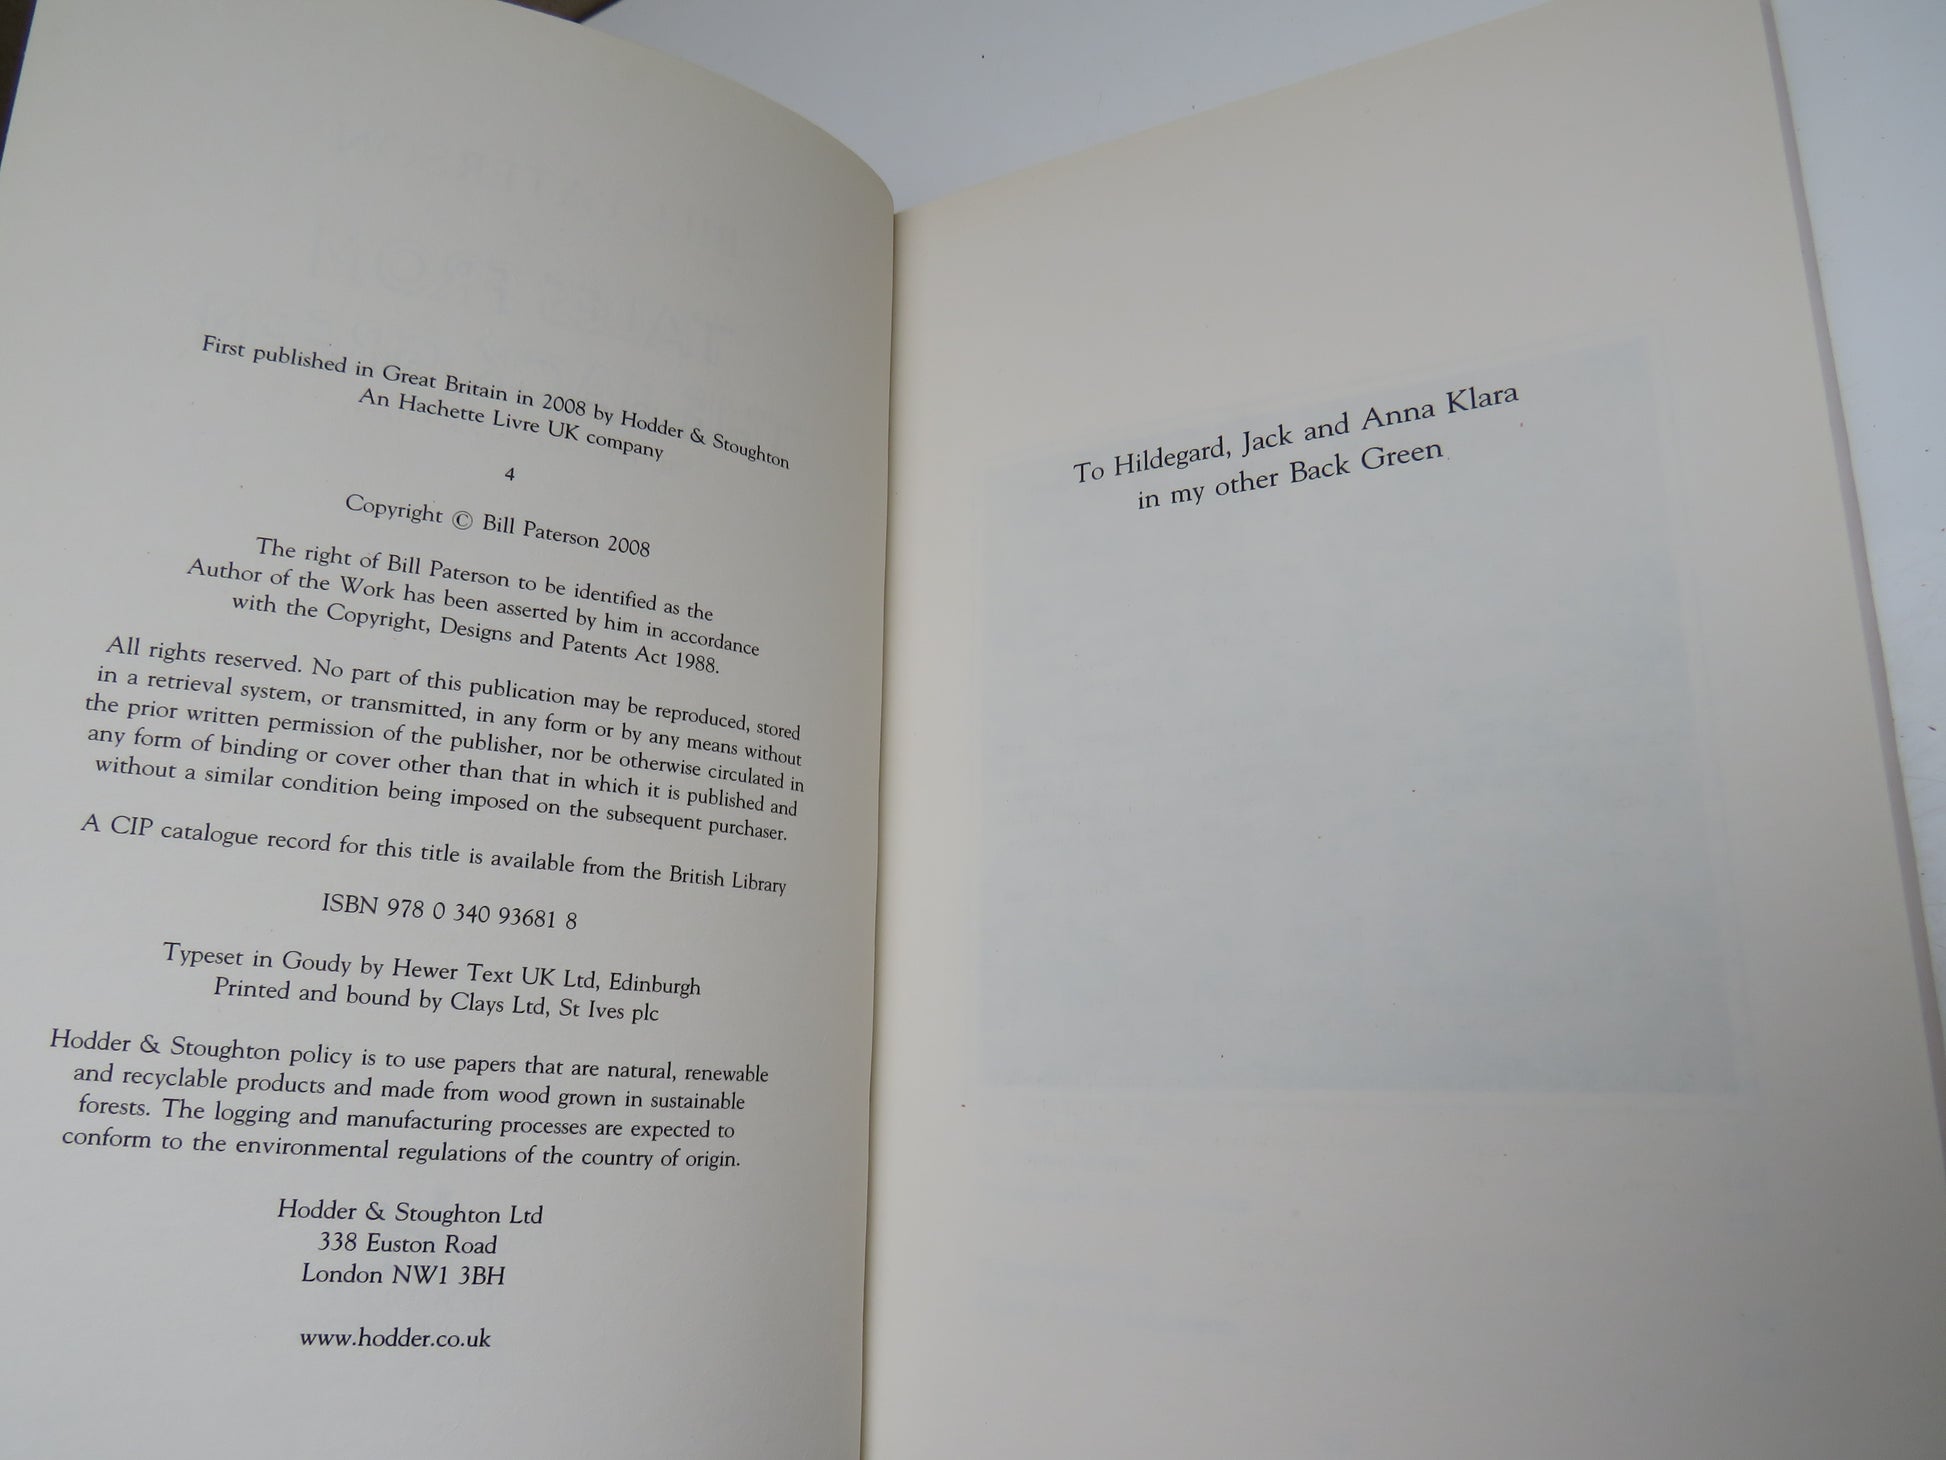 First published in Great Britain in 2008 by Hodder & Stoughton
An Hachette Livre UK company
4
Copyright © Bill Paterson 2008
The right of Bill Paterson to be identified as the
Author of the Work has been asserted by him in accordance
with the Copyright, Designs and Patents Act 1988.
All rights reserved. No part of this publication may be reproduced, stored
in a retrieval system, or transmitted, in any form or by any means without
the prior written permission of the publisher, nor be otherwise circulated in
any form of binding or cover other than that in which it is published and
without a similar condition being imposed on the subsequent purchaser.
A CIP catalogue record for this title is available from the British Library
ISBN 978 0 340 93681 8
Typeset in Goudy by Hewer Text UK Ltd, Edinburgh
Printed and bound by Clays Ltd, St Ives plc
Hodder & Stoughton policy is to use papers that are natural, renewable
and recyclable products and made from wood grown in sustainable
forests. The logging and manufacturing processes are expected to
conform to the environmental regulations of the country of origin.
Hodder & Stoughton Ltd
338 Euston Road
London NW1 3BH
www.hodder.co.uk
To Hildegard, Jack and Anna Klara
in my other Back Green